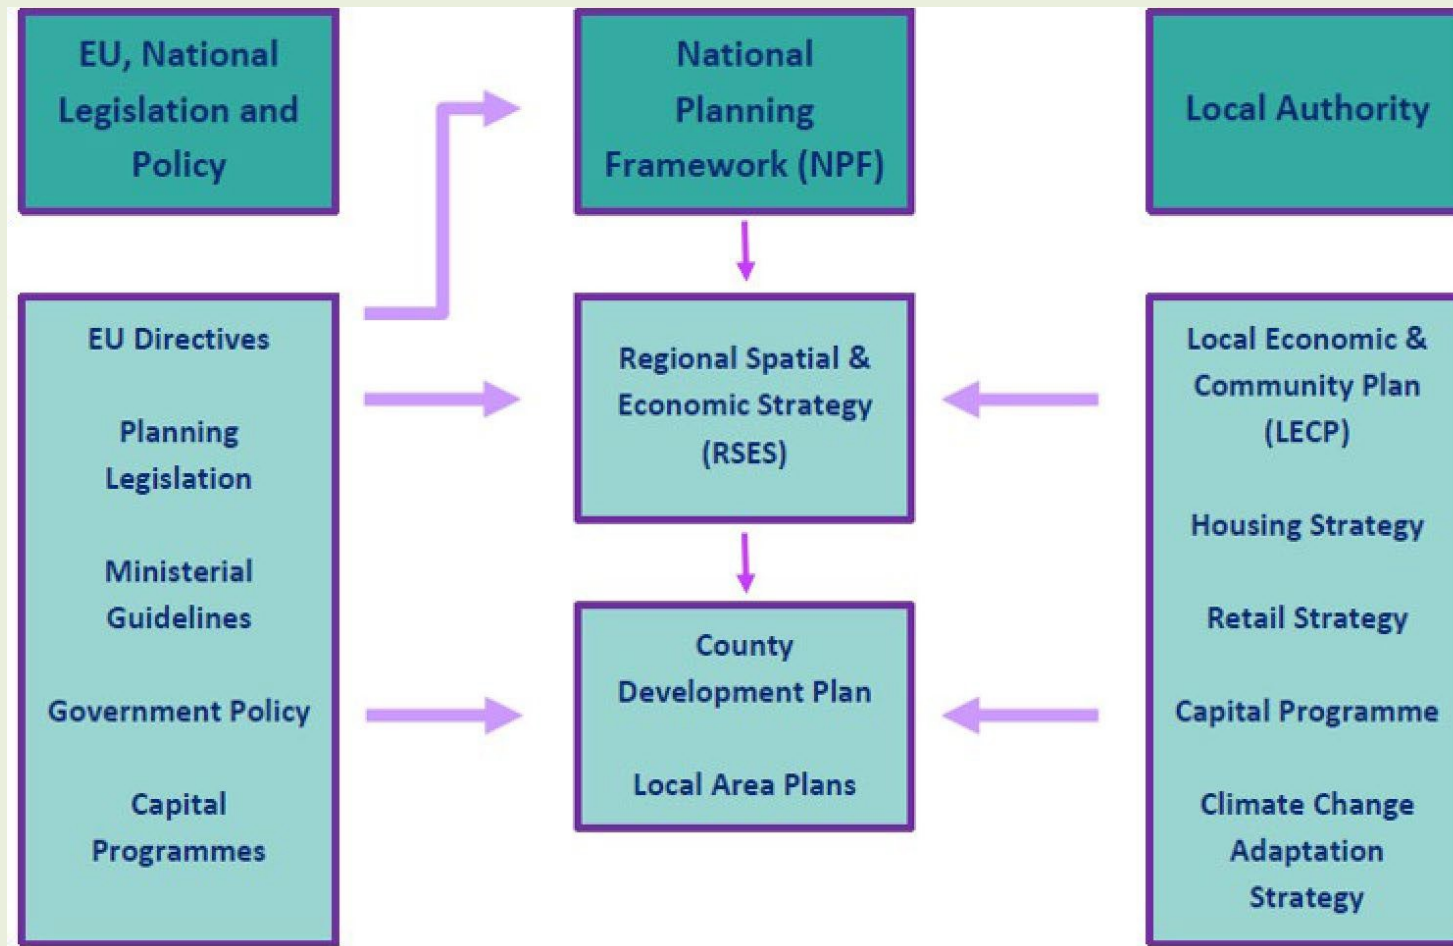 EU, National
Legislation and
Policy
National
Planning
Framework (NPF)
Local Authority
EU Directives
Planning
Legislation
Ministerial
Guidelines
Government Policy
Capital
Programmes
Regional Spatial &
Economic Strategy
(RSES)
County
Development Plan
Local Area Plans
Local Economic &
Community Plan
(LECP)
Housing Strategy
Retail Strategy
Capital Programme
Climate Change
Adaptation
Strategy